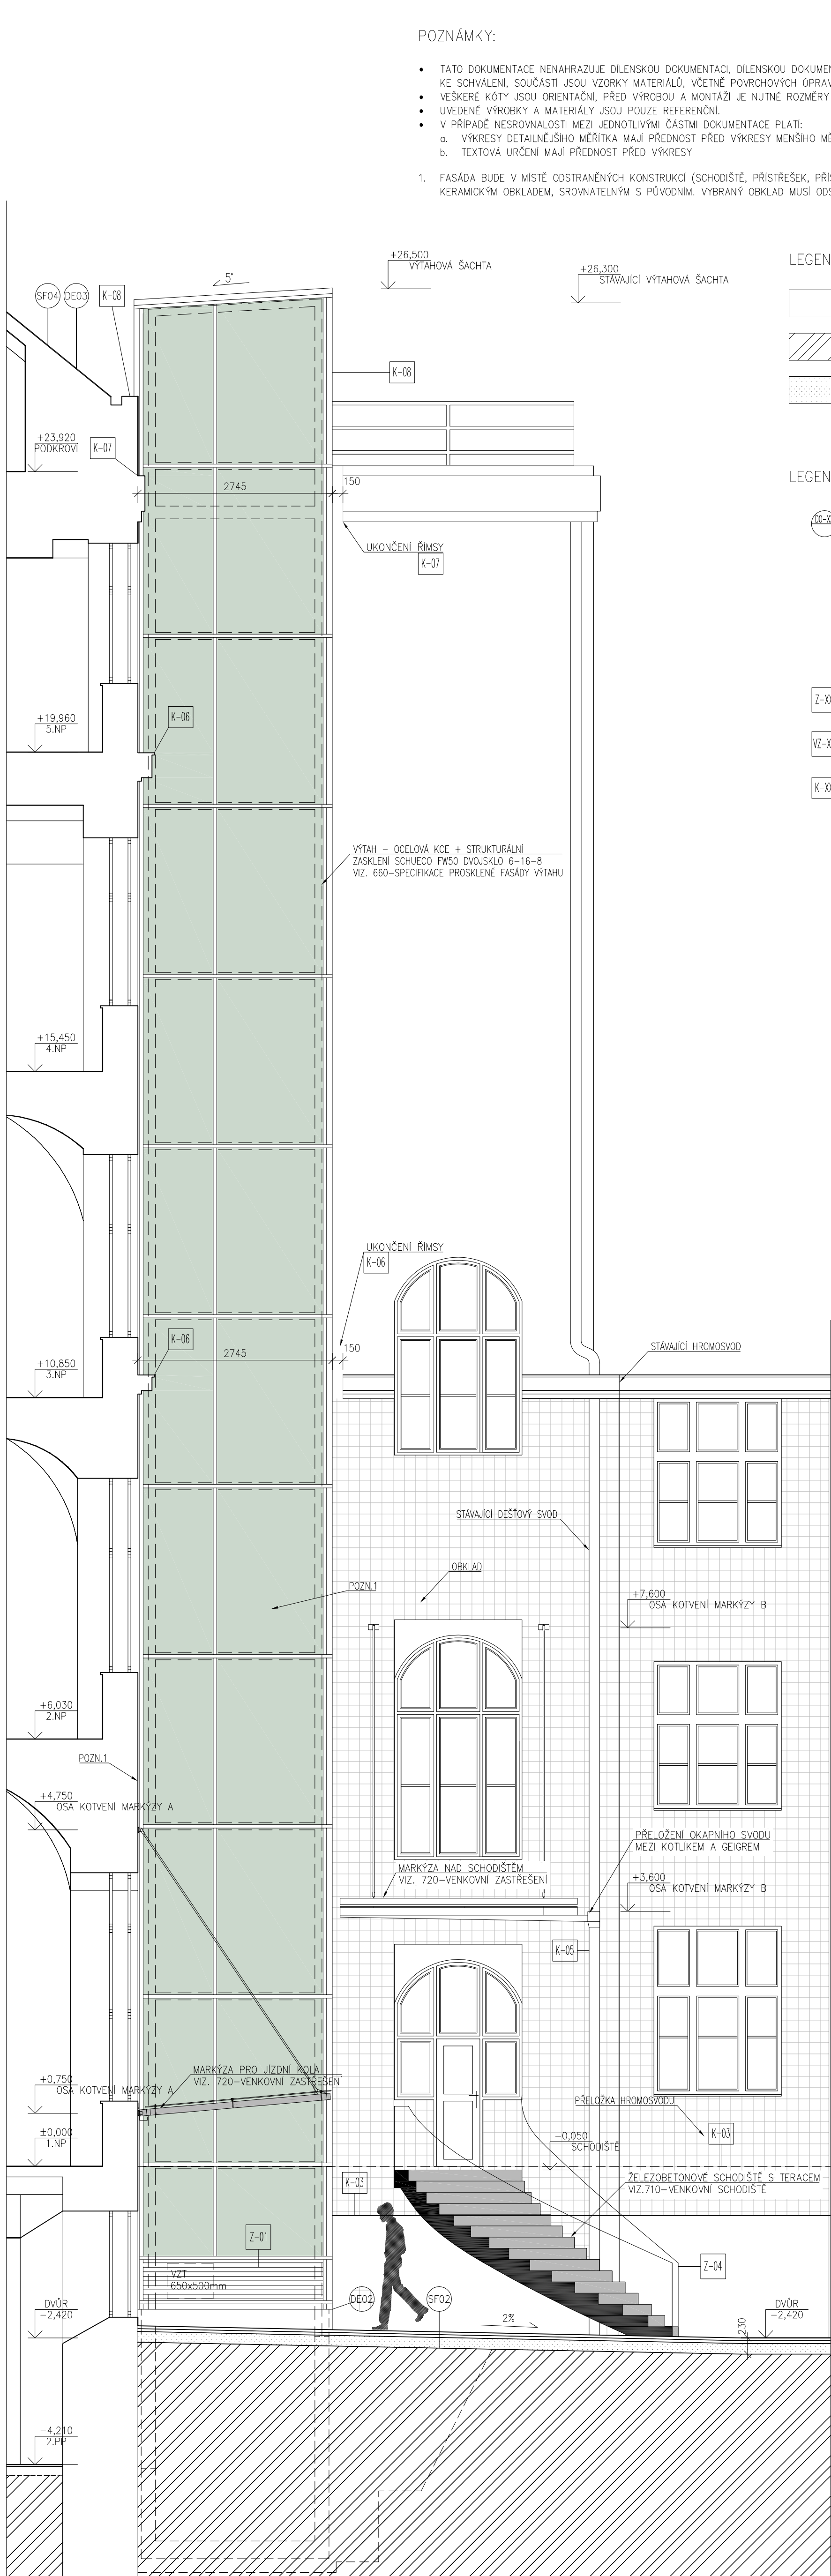 POZNÁMKY:
• TATO DOKUMENTACE NENAHRAZUJE DÍLENSKOU DOKUMENTACI, DÍLENSKOU
KE SCHVÁLENÍ, SOUČÁSTÍ JSOU VZORKY MATERIÁLŮ, VČETNĚ POVRCHOVÝCH
• VEŠKERÉ KÓTY JSOU ORIENTAČNÍ, PŘED VÝROBOU A MONTÁŽÍ JE NUTNÉ ROZMĚRY
• UVEDENÉ VÝROBKY A MATERIÁLY JSOU POUZE REFERENČNÍ.
• V PŘÍPADĚ NESROVNALOSTI MEZI JEDNOTLIVÝMI ČÁSTMI DOKUMENTACE PLATÍ:
a. VÝKRESY DETAILNĚJŠÍHO MĚŘÍTKA MAJÍ PŘEDNOST PŘED VÝKRESY MENŠÍHO
b. TEXTOVÁ URČENÍ MAJÍ PŘEDNOST PŘED VÝKRESY
1. FASÁDA BUDE V MÍSTĚ ODSTRANĚNÝCH KONSTRUKCÍ (SCHODIŠTĚ, PŘÍSTŘEŠEK,
KERAMICKÝM OBKLADEM, SROVNATELNÝM S PŮVODNÍM. VYBRANÝ OBKLAD MUSÍ
+26,500
VÝTAHOVÁ ŠACHTA
+26,300
STÁVAJÍCÍ VÝTAHOVÁ ŠACHTA
LEGEN
5°
SF04
DE03
K-08
K-08
+23,920
PODKROVÍ
K-07
2745
150
LEGEN
UKONČENÍ ŘÍMSY
K-07
Z-XX
VZ-X
K-XX
+19,960
5.NP
K-06
VÝTAH – OCELOVÁ KCE + STRUKTURÁLNÍ
ZASKLENÍ SCHUECO FW50 DVOJSKLO 6-16-8
VIZ. 660-SPECIFIKACE PROSKLENÉ FASÁDY VÝTAHU
+15,450
4.NP
UKONČENÍ ŘÍMSY
K-06
K-06
2745
150
STÁVAJÍCÍ HROMOSVOD
+10,850
3.NP
STÁVAJÍCÍ DEŠŤOVÝ SVOD
OBKLAD
POZN.1
+7,600
OSA KOTVENÍ MARKÝZY B
+6,030
2.NP
POZN.1
+4,750
OSA KOTVENÍ MARKÝZY A
PŘELOŽENÍ OKAPNÍHO SVODU
MEZI KOTLÍKEM A GEIGREM
MARKÝZA NAD SCHODIŠTĚM
VIZ. 720-VENKOVNÍ ZASTŘEŠENÍ
+3,600
OSA KOTVENÍ MARKÝZY B
K-05
MARKÝZA PRO JÍZDNÍ KOLA
VIZ. 720-VENKOVNÍ ZASTŘEŠENÍ
+0,750
OSA KOTVENÍ MARKÝZY A
PŘELOŽKA HROMOSVODU
±0,000
1.NP
-0,050
SCHODIŠTĚ
K-03
K-03
ŽELEZOBETONOVÉ SCHODIŠTĚ S TERACEM
VIZ.710-VENKOVNÍ SCHODIŠTĚ
Z-01
Z-04
VZT
650x500mm
DE02
SF02
DVŮR
-2,420
2%
230
DVŮR
-2,420
-4,210
2.PP